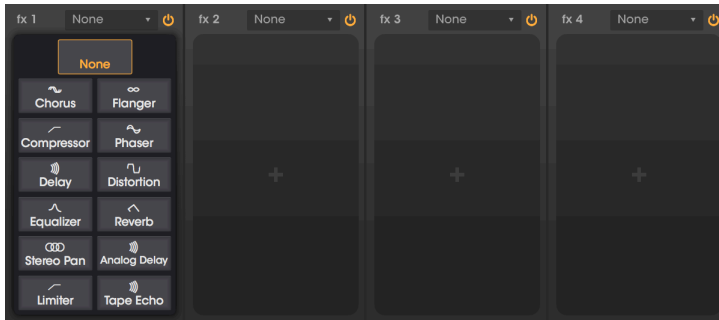 fx 1 None fx 2 None fx 3 None fx 4 None
None
Chorus Flanger
Compressor Phaser
Delay Distortion
Equalizer Reverb
Stereo Pan Analog Delay
Limiter Tape Echo